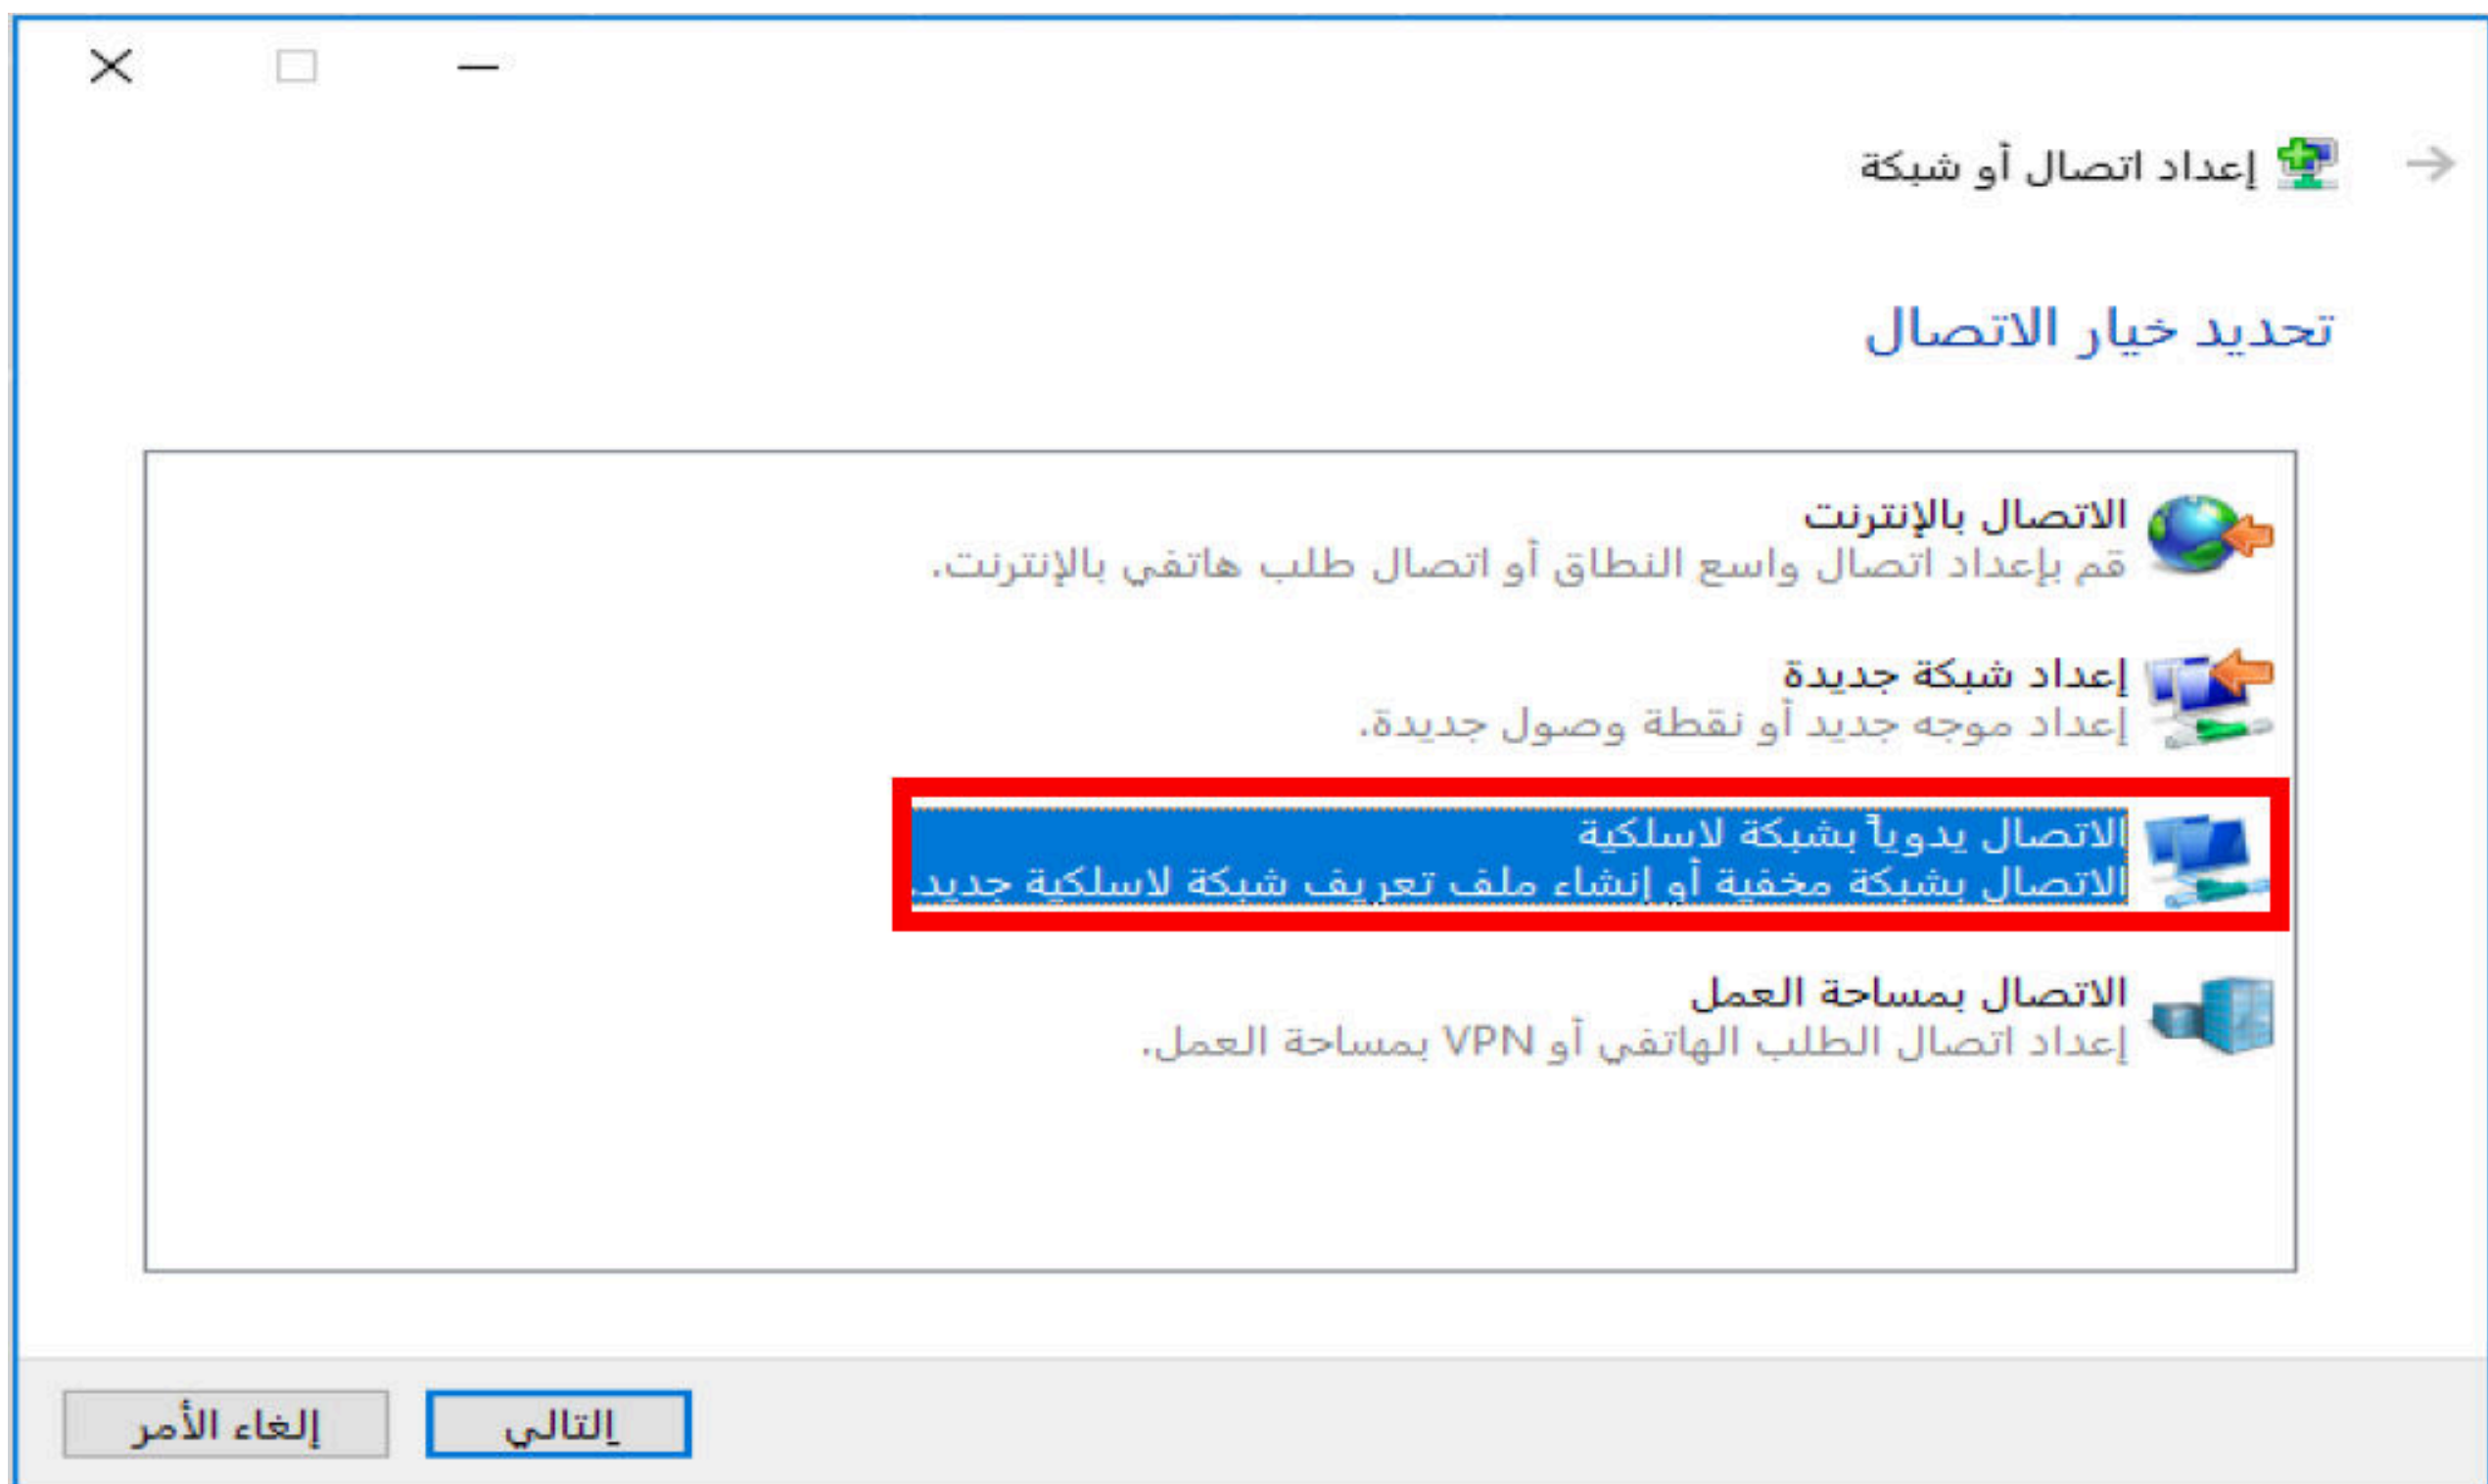 إعداد اتصال أو شبكة
تحديد خيار الاتصال
الاتصال بالإنترنت
قم بإعداد اتصال واسع النطاق أو اتصال طلب هاتفي بالإنترنت.
إعداد شبكة جديدة
إعداد موجه جديد أو نقطة وصول جديدة.
الاتصال يدوياً بشبكة لاسلكية
الاتصال بشبكة مخفية أو إنشاء ملف تعريف شبكة لاسلكية جديد.
الاتصال بمساحة العمل
إعداد اتصال الطلب الهاتفي أو VPN بمساحة العمل.
التالي
إلغاء الأمر